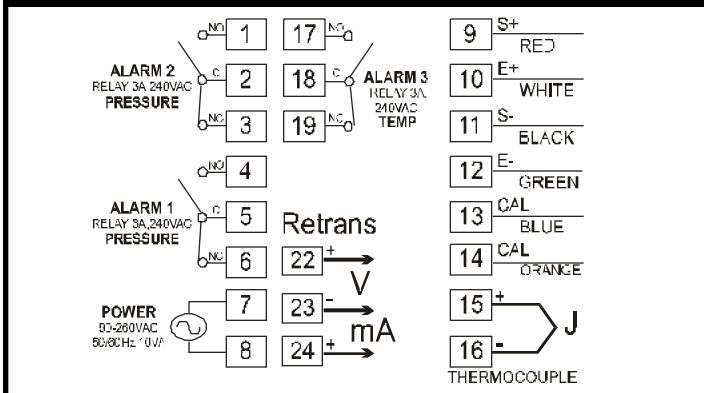 NO 1
ALARM 2
RELAY 3A 240VAC
PRESSURE
C 2
NC 3
17 NO
18 C
19 NC
ALARM 3
RELAY 3A
240VAC
TEMP
NO 4
ALARM 1
RELAY 3A,240VAC
PRESSURE
C 5
NC 6
POWER
90-260VAC
50/60Hz 10VA
7
8
Retrans
22 +
V
23 -
mA
24 +
9 S+
RED
10 E+
WHITE
11 S-
BLACK
12 E-
GREEN
13 CAL
BLUE
14 CAL
ORANGE
15 +
J
16 -
THERMOCOUPLE